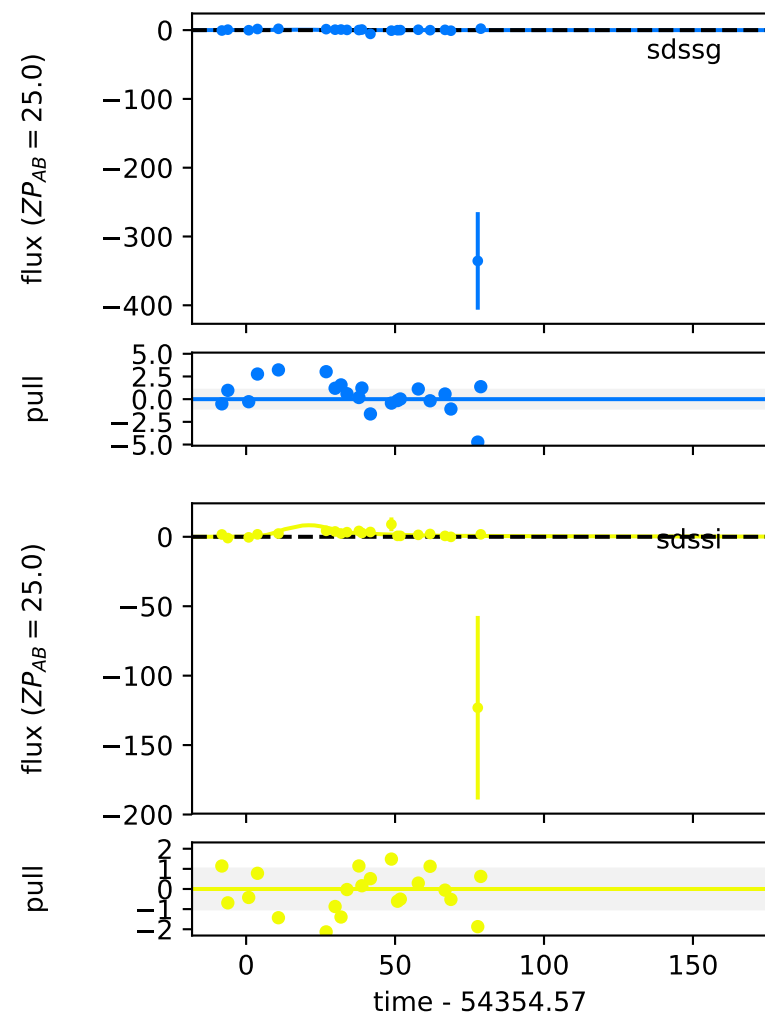 0
−100
−200
−300
−400
flux (ZP_AB = 25.0)
sdssg
5.0
2.5
0.0
−2.5
−5.0
pull
0
−50
−100
−150
−200
flux (ZP_AB = 25.0)
sdssi
2
1
0
−1
−2
pull
0 50 100 150
time - 54354.57